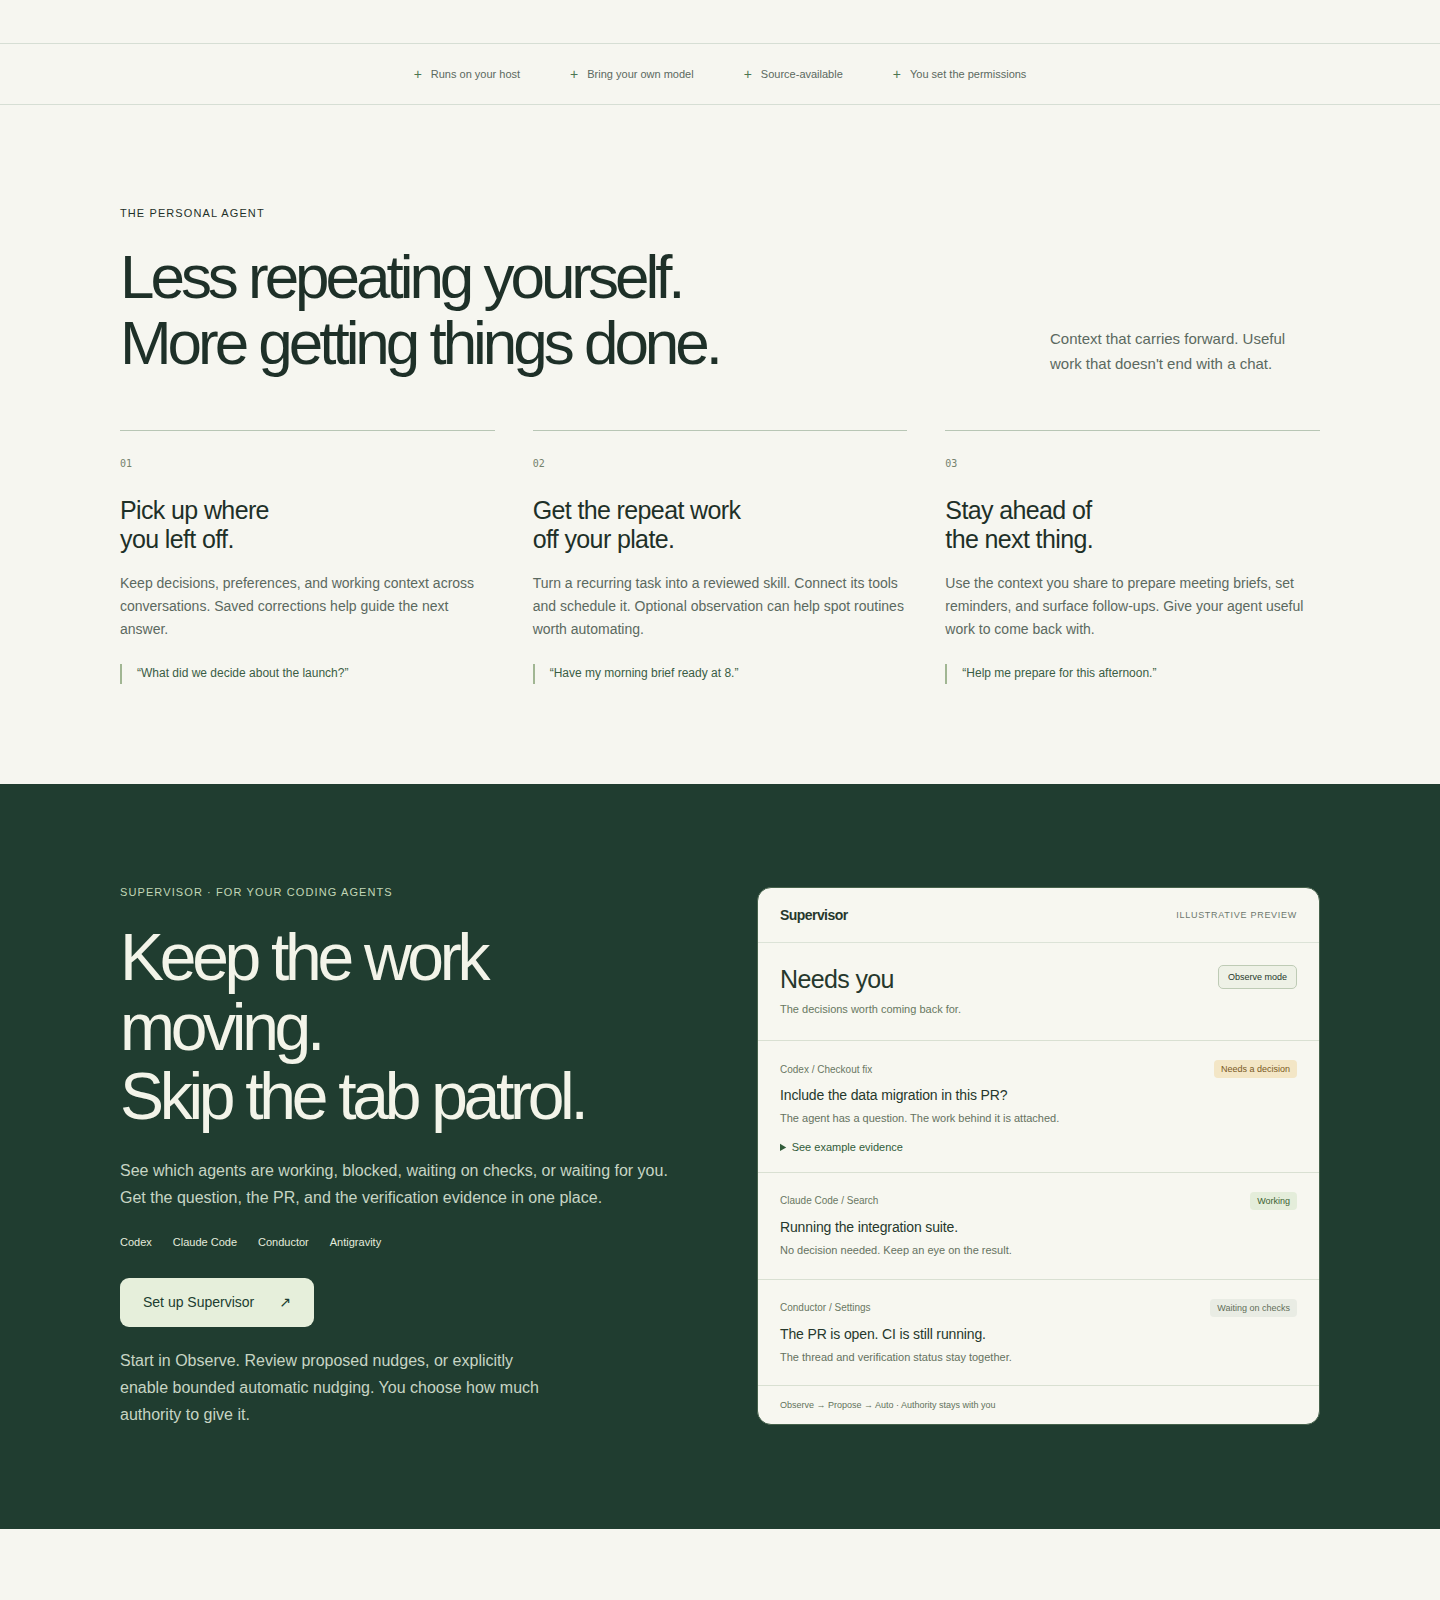 + Runs on your host + Bring your own model + Source-available + You set the permissions
THE PERSONAL AGENT
Less repeating yourself.
More getting things done.
Context that carries forward. Useful
work that doesn't end with a chat.
01
Pick up where
you left off.
Keep decisions, preferences, and working context across
conversations. Saved corrections help guide the next
answer.
“What did we decide about the launch?”
02
Get the repeat work
off your plate.
Turn a recurring task into a reviewed skill. Connect its tools
and schedule it. Optional observation can help spot routines
worth automating.
“Have my morning brief ready at 8.”
03
Stay ahead of
the next thing.
Use the context you share to prepare meeting briefs, set
reminders, and surface follow-ups. Give your agent useful
work to come back with.
“Help me prepare for this afternoon.”
SUPERVISOR · FOR YOUR CODING AGENTS
Keep the work
moving.
Skip the tab patrol.
See which agents are working, blocked, waiting on checks, or waiting for you.
Get the question, the PR, and the verification evidence in one place.
Codex Claude Code Conductor Antigravity
Set up Supervisor ↗
Start in Observe. Review proposed nudges, or explicitly
enable bounded automatic nudging. You choose how much
authority to give it.
Supervisor ILLUSTRATIVE PREVIEW
Needs you Observe mode
The decisions worth coming back for.
Codex / Checkout fix Needs a decision
Include the data migration in this PR?
The agent has a question. The work behind it is attached.
▶ See example evidence
Claude Code / Search Working
Running the integration suite.
No decision needed. Keep an eye on the result.
Conductor / Settings Waiting on checks
The PR is open. CI is still running.
The thread and verification status stay together.
Observe → Propose → Auto · Authority stays with you